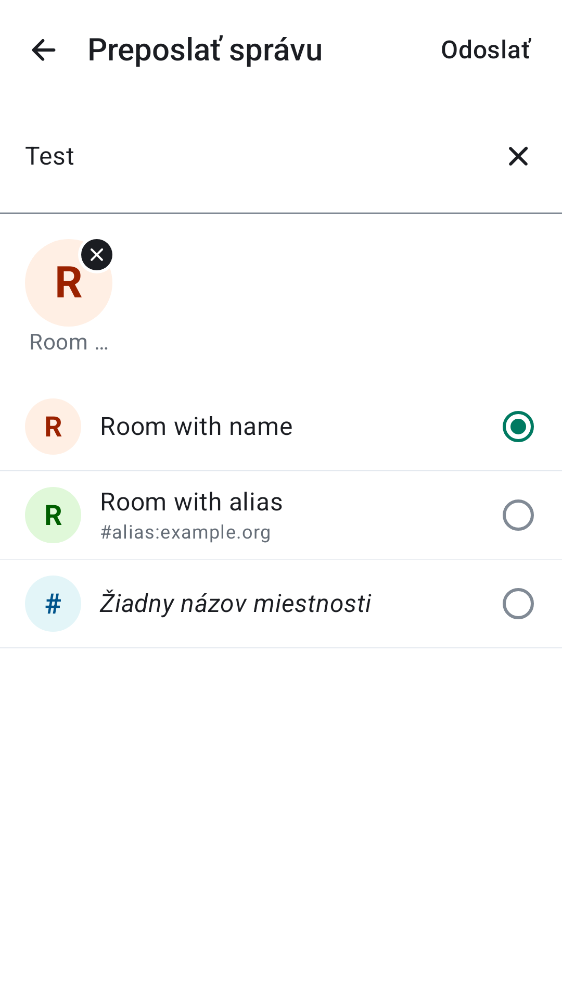 Preposlať správu
Odoslať
Test
R
Room …
R
Room with name
R
Room with alias
#alias:example.org
#
Žiadny názov miestnosti